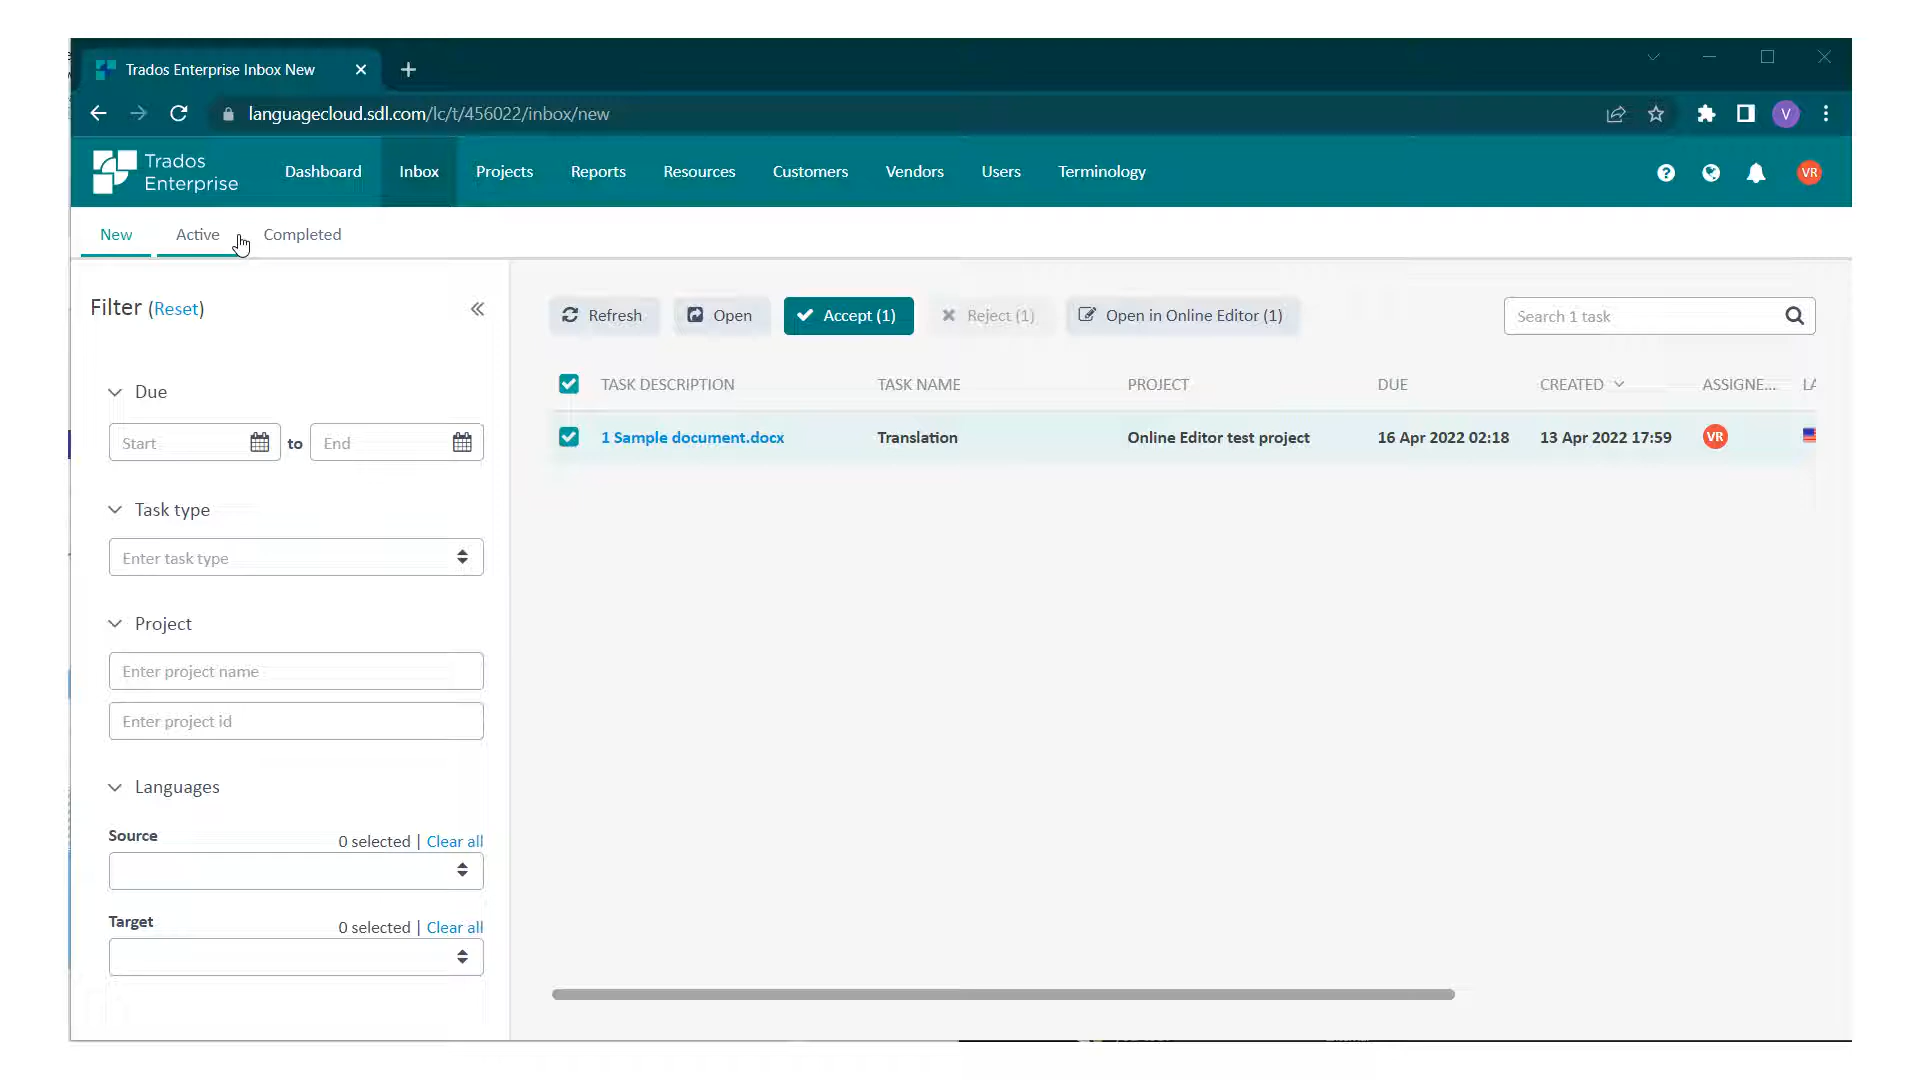 Trados Enterprise Inbox New
languagecloud.sdl.com/lc/t/456022/inbox/new
V
Trados
Enterprise
Dashboard Inbox Projects Reports Resources Customers Vendors Users Terminology
VR
New Active Completed
Filter (Reset)
Refresh Open Accept (1) Reject (1) Open in Online Editor (1) Search 1 task
TASK DESCRIPTION TASK NAME PROJECT DUE CREATED ASSIGNE... LA
1 Sample document.docx Translation Online Editor test project 16 Apr 2022 02:18 13 Apr 2022 17:59 VR
Due
Start to End
Task type
Enter task type
Project
Enter project name
Enter project id
Languages
Source 0 selected | Clear all
Target 0 selected | Clear all